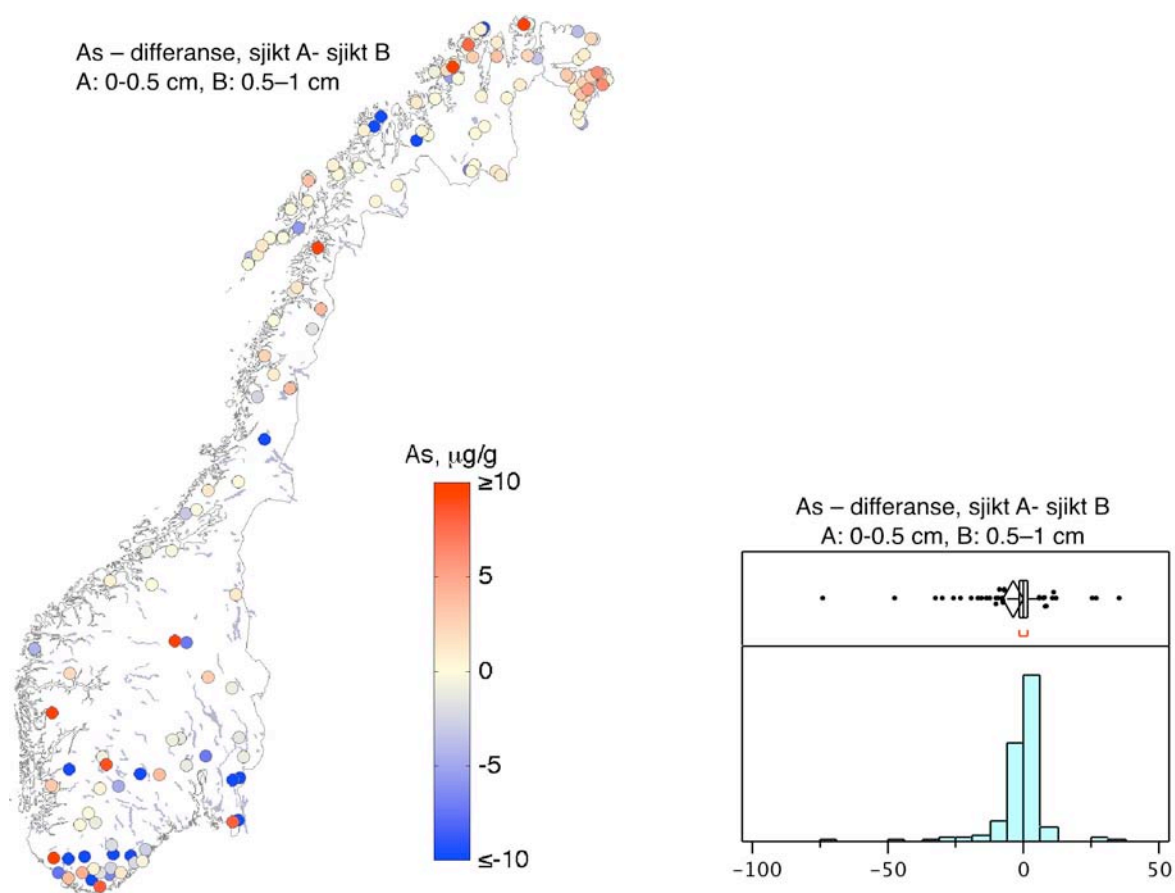 As – differanse, sjikt A- sjikt B
A: 0-0.5 cm, B: 0.5–1 cm
As, μg/g
≥10
5
0
-5
≤-10
As – differanse, sjikt A- sjikt B
A: 0-0.5 cm, B: 0.5–1 cm
-100
-50
0
50